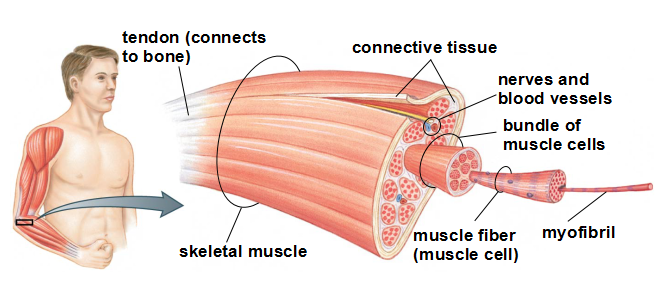 tendon (connects
to bone)
connective tissue
nerves and
blood vessels
bundle of
muscle cells
skeletal muscle
muscle fiber
(muscle cell)
myofibril